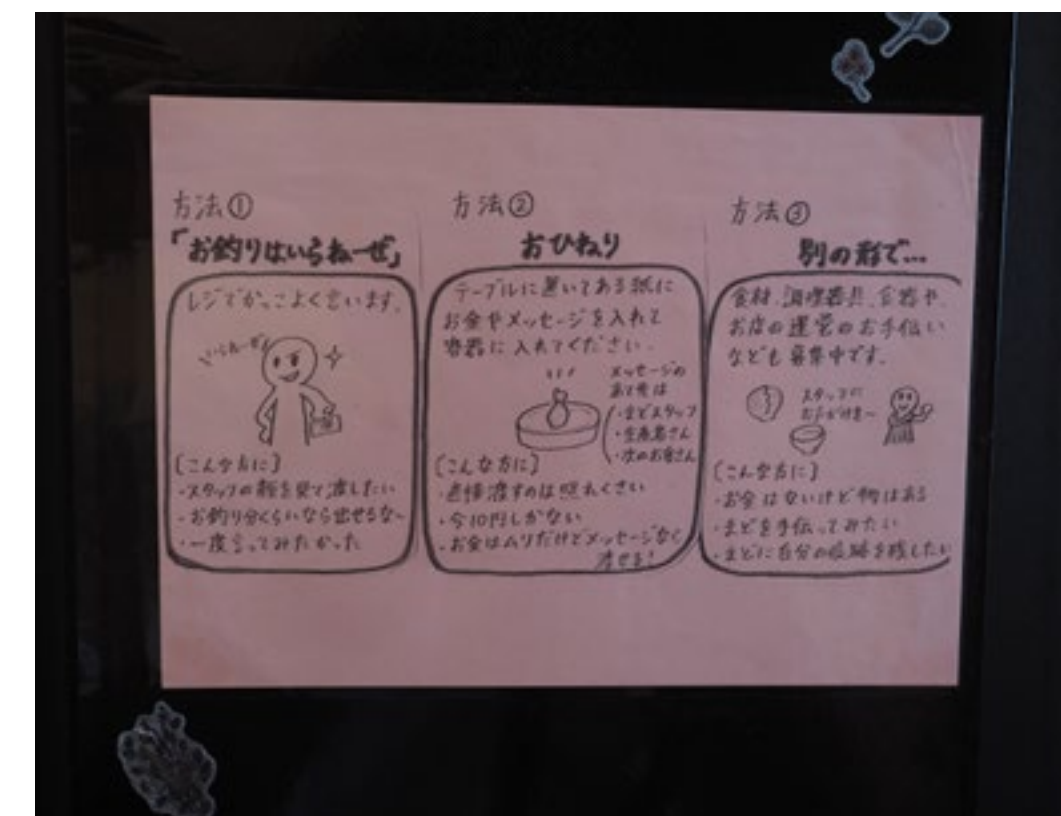 方法①
「お釣りはいらねーぜ」
レジでかっこよく言います。
いらねーぜ!
[こんな方に]
・スタッフの顔を見て渡したい
・お釣り分くらいなら出せるな〜
・一度言ってみたかった
方法②
おひねり
テーブルに置いてある紙に
お金やメッセージを入れて
容器に入れてください。
メッセージの
あて先は
・まどスタッフ
・生産者さん
・次のお客さん
[こんな方に]
・直接渡すのは照れくさい
・今10円しかない
・お金はムリだけどメッセージなら
渡せる!
方法③
別の形で…
食材、調理器具、食器や、
お店の運営のお手伝い
なども募集中です。
スタッフに
お声がけを〜
[こんな方に]
・お金はないけど物はある
・まどを手伝ってみたい
・まどに自分の痕跡を残したい